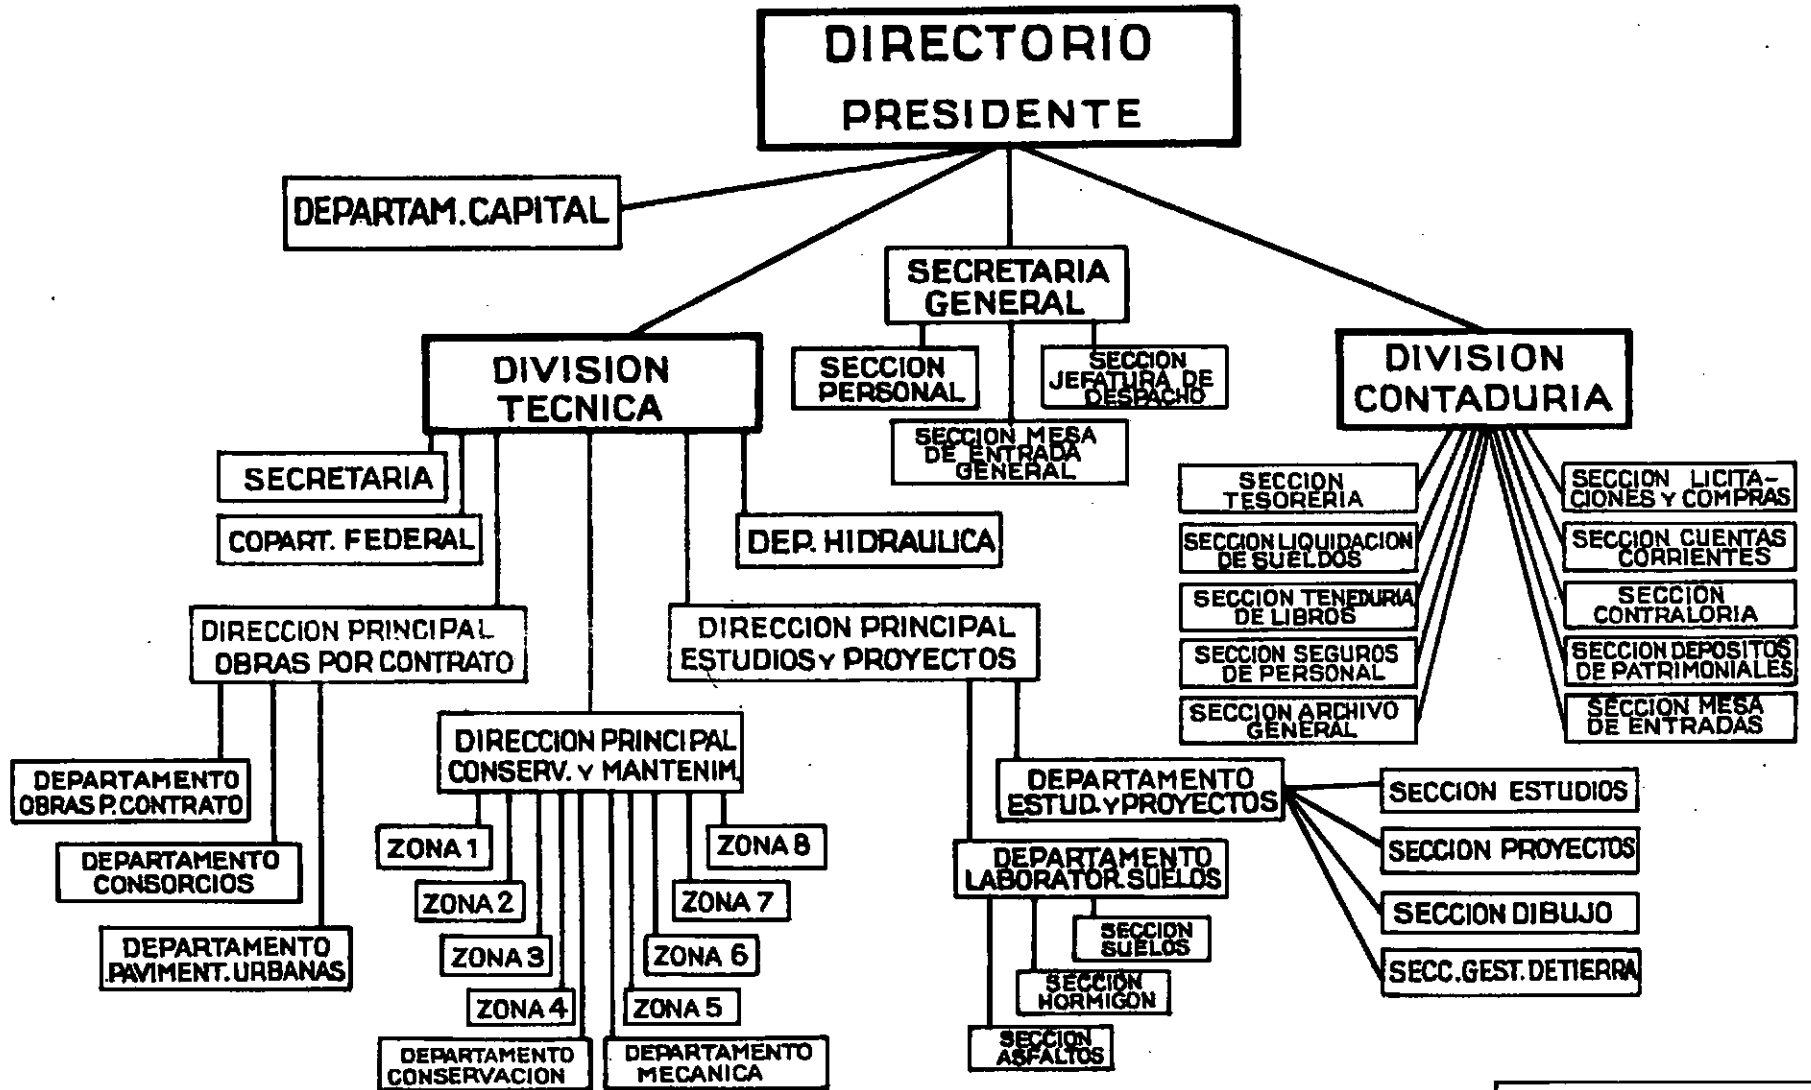 DIRECTORIO
PRESIDENTE
DEPARTAM. CAPITAL
SECRETARIA
GENERAL
SECCION
PERSONAL
SECCION
JEFATURA DE
DESPACHO
SECCION MESA
DE ENTRADA
GENERAL
DIVISION
TECNICA
DIVISION
CONTADURIA
SECRETARIA
COPART. FEDERAL
DEP. HIDRAULICA
SECCION
TESORERIA
SECCION LIQUIDACION
DE SUELDOS
SECCION TENEDURIA
DE LIBROS
SECCION SEGUROS
DE PERSONAL
SECCION ARCHIVO
GENERAL
SECCION LICITA-
CIONES Y COMPRAS
SECCION CUENTAS
CORRIENTES
SECCION
CONTRALORIA
SECCION DEPOSITOS
DE PATRIMONIALES
SECCION MESA
DE ENTRADAS
DIRECCION PRINCIPAL
OBRAS POR CONTRATO
DIRECCION PRINCIPAL
ESTUDIOS Y PROYECTOS
DIRECCION PRINCIPAL
CONSERV. Y MANTENIM.
DEPARTAMENTO
OBRAS P. CONTRATO
DEPARTAMENTO
CONSORCIOS
DEPARTAMENTO
PAVIMENT. URBANAS
ZONA 1
ZONA 2
ZONA 3
ZONA 4
DEPARTAMENTO
CONSERVACION
ZONA 8
ZONA 7
ZONA 6
ZONA 5
DEPARTAMENTO
MECANICA
DEPARTAMENTO
ESTUD. Y PROYECTOS
DEPARTAMENTO
LABORATOR. SUELOS
SECCION
SUELOS
SECCION
HORMIGON
SECCION
ASFALTOS
SECCION ESTUDIOS
SECCION PROYECTOS
SECCION DIBUJO
SECC. GEST. DE TIERRA